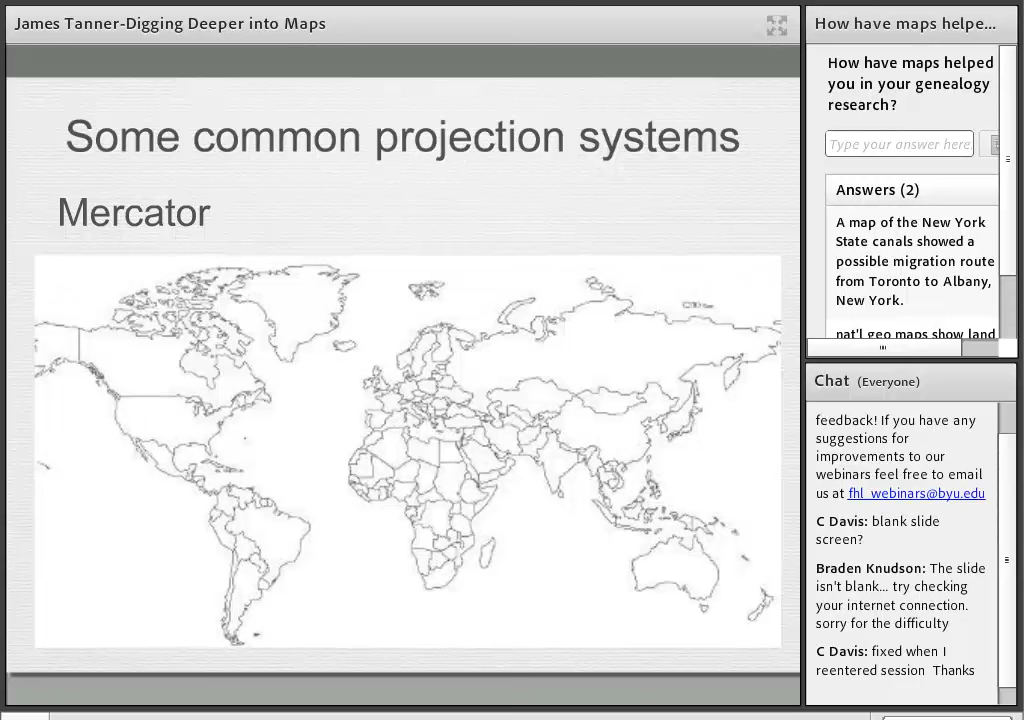 James Tanner-Digging Deeper into Maps
Some common projection systems
Mercator
How have maps helpe...
How have maps helped
you in your genealogy
research?
Type your answer here.
Answers (2)
A map of the New York
State canals showed a
possible migration route
from Toronto to Albany,
New York.
nat'l geo maps show land
Chat (Everyone)
feedback! If you have any
suggestions for
improvements to our
webinars feel free to email
us at fhl_webinars@byu.edu
C Davis: blank slide
screen?
Braden Knudson: The slide
isn't blank... try checking
your internet connection.
sorry for the difficulty
C Davis: fixed when I
reentered session Thanks